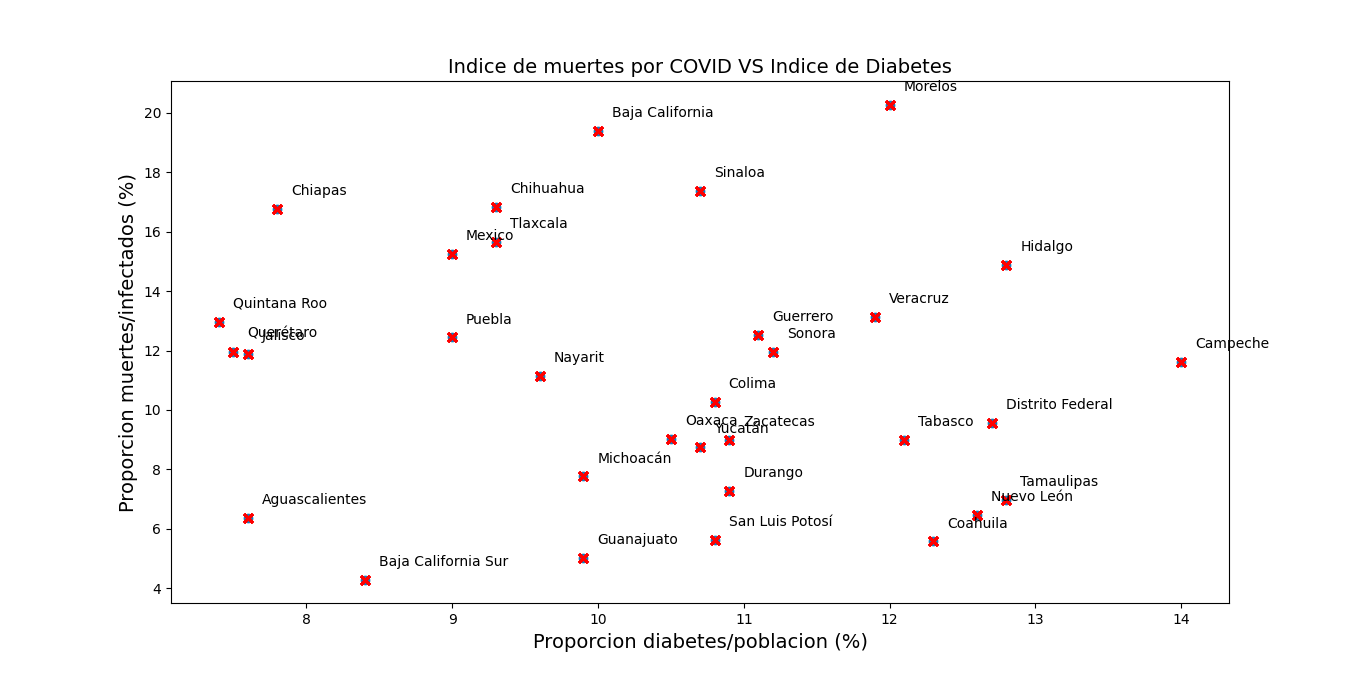 Indice de muertes por COVID VS Indice de Diabetes
Proporcion muertes/infectados (%)
20
18
16
14
12
10
8
6
4
Morelos
Baja California
Sinaloa
Chiapas
Chihuahua
Tlaxcala
Mexico
Hidalgo
Quintana Roo
Veracruz
Puebla
Guerrero
Querétaro
Jalisco
Sonora
Campeche
Nayarit
Colima
Distrito Federal
Oaxaca
Zacatecas
Tabasco
Yucatán
Michoacán
Durango
Tamaulipas
Nuevo León
Aguascalientes
San Luis Potosí
Coahuila
Guanajuato
Baja California Sur
8
9
10
11
12
13
14
Proporcion diabetes/poblacion (%)